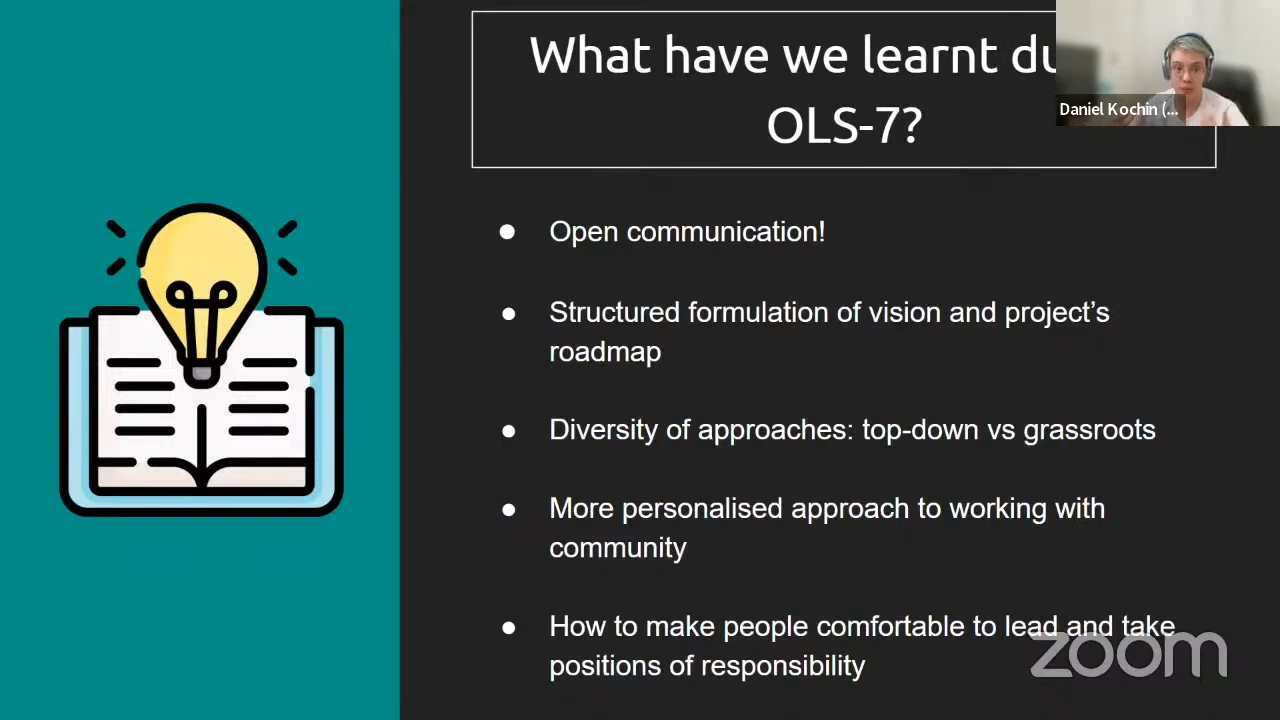 What have we learnt du
OLS-7?
Daniel Kochin (...
● Open communication!
● Structured formulation of vision and project’s
roadmap
● Diversity of approaches: top-down vs grassroots
● More personalised approach to working with
community
● How to make people comfortable to lead and take
positions of responsibility
zoom